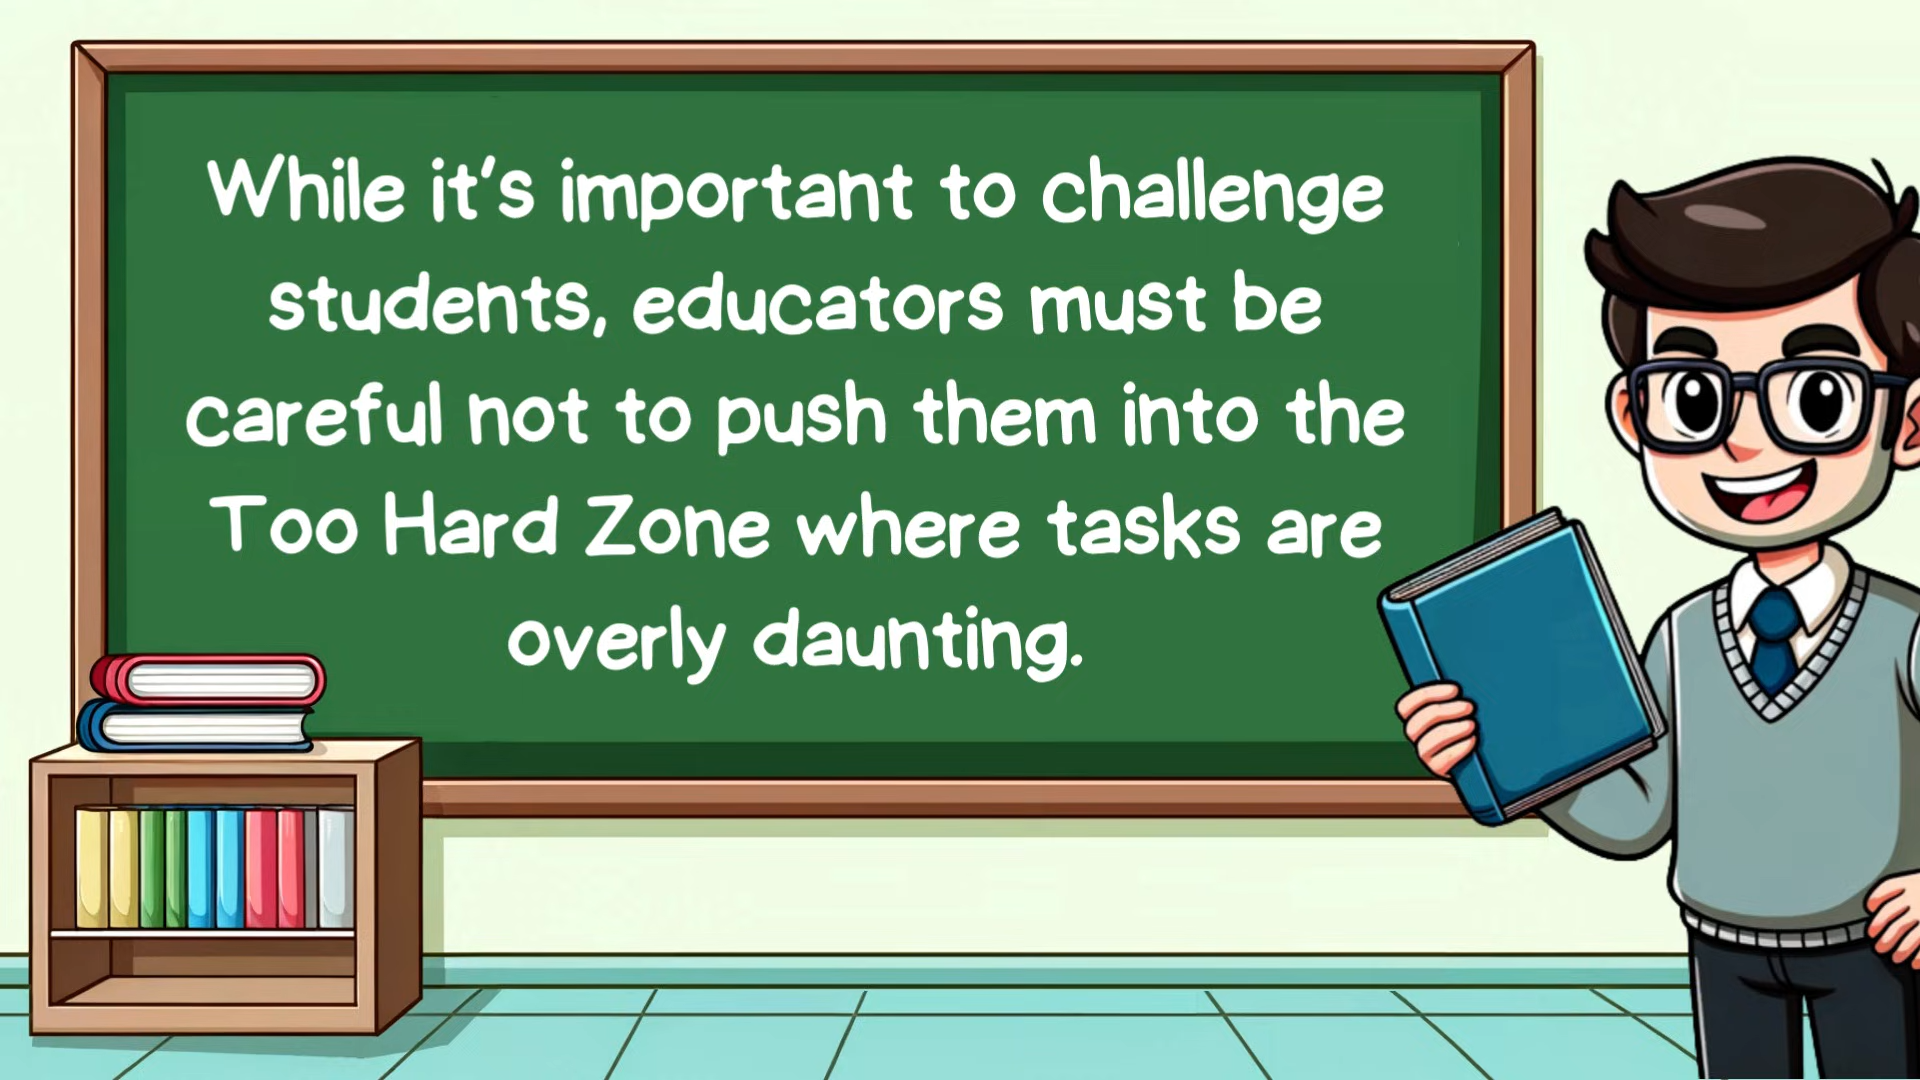 While it's important to challenge
students, educators must be
careful not to push them into the
Too Hard Zone where tasks are
overly daunting.